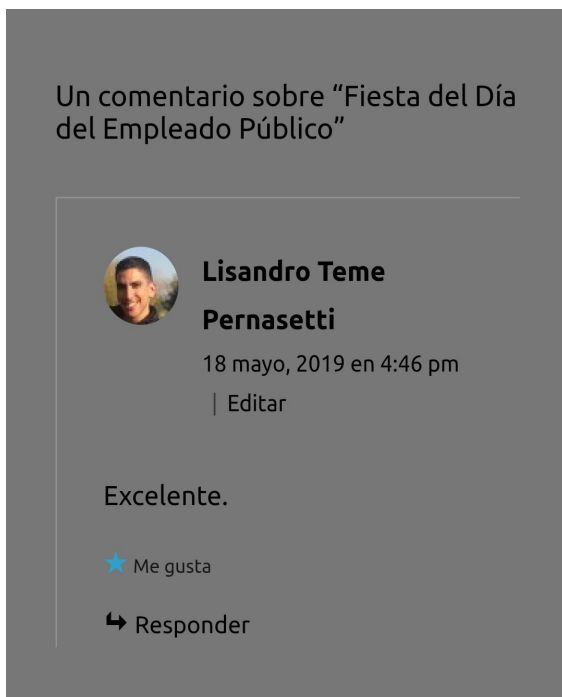 Un comentario sobre “Fiesta del Día
del Empleado Público”
Lisandro Teme
Pernasetti
18 mayo, 2019 en 4:46 pm
| Editar
Excelente.
Me gusta
Responder